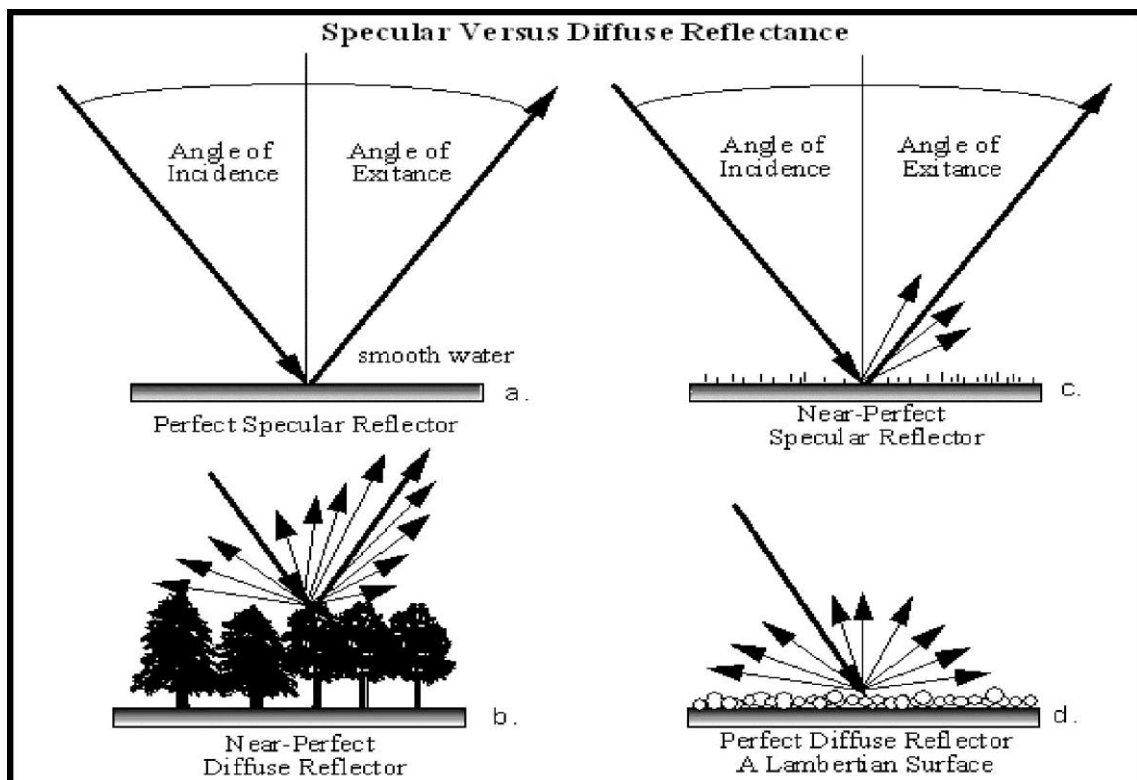 Specular Versus Diffuse Reflectance
Angle of
Incidence
Angle of
Exitance
smooth water
a.
Perfect Specular Reflector
Angle of
Incidence
Angle of
Exitance
c.
Near-Perfect
Specular Reflector
b.
Near-Perfect
Diffuse Reflector
d.
Perfect Diffuse Reflector
A Lambertian Surface